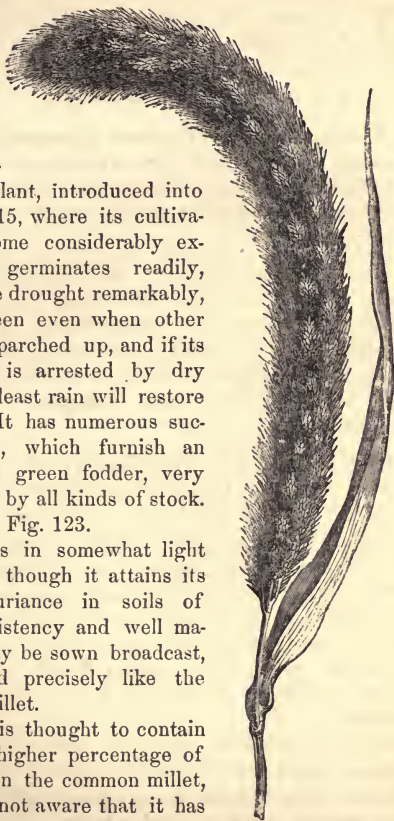 lant, introduced into
15, where its cultiva-
ome considerably ex-
germinates readily,
e drought remarkably,
een even when other
parched up, and if its
is arrested by dry
least rain will restore
It has numerous suc-
, which furnish an
green fodder, very
by all kinds of stock.
Fig. 123.
s in somewhat light
though it attains its
uriance in soils of
istency and well ma-
y be sown broadcast,
d precisely like the
illet.
is thought to contain
higher percentage of
n the common millet,
not aware that it has